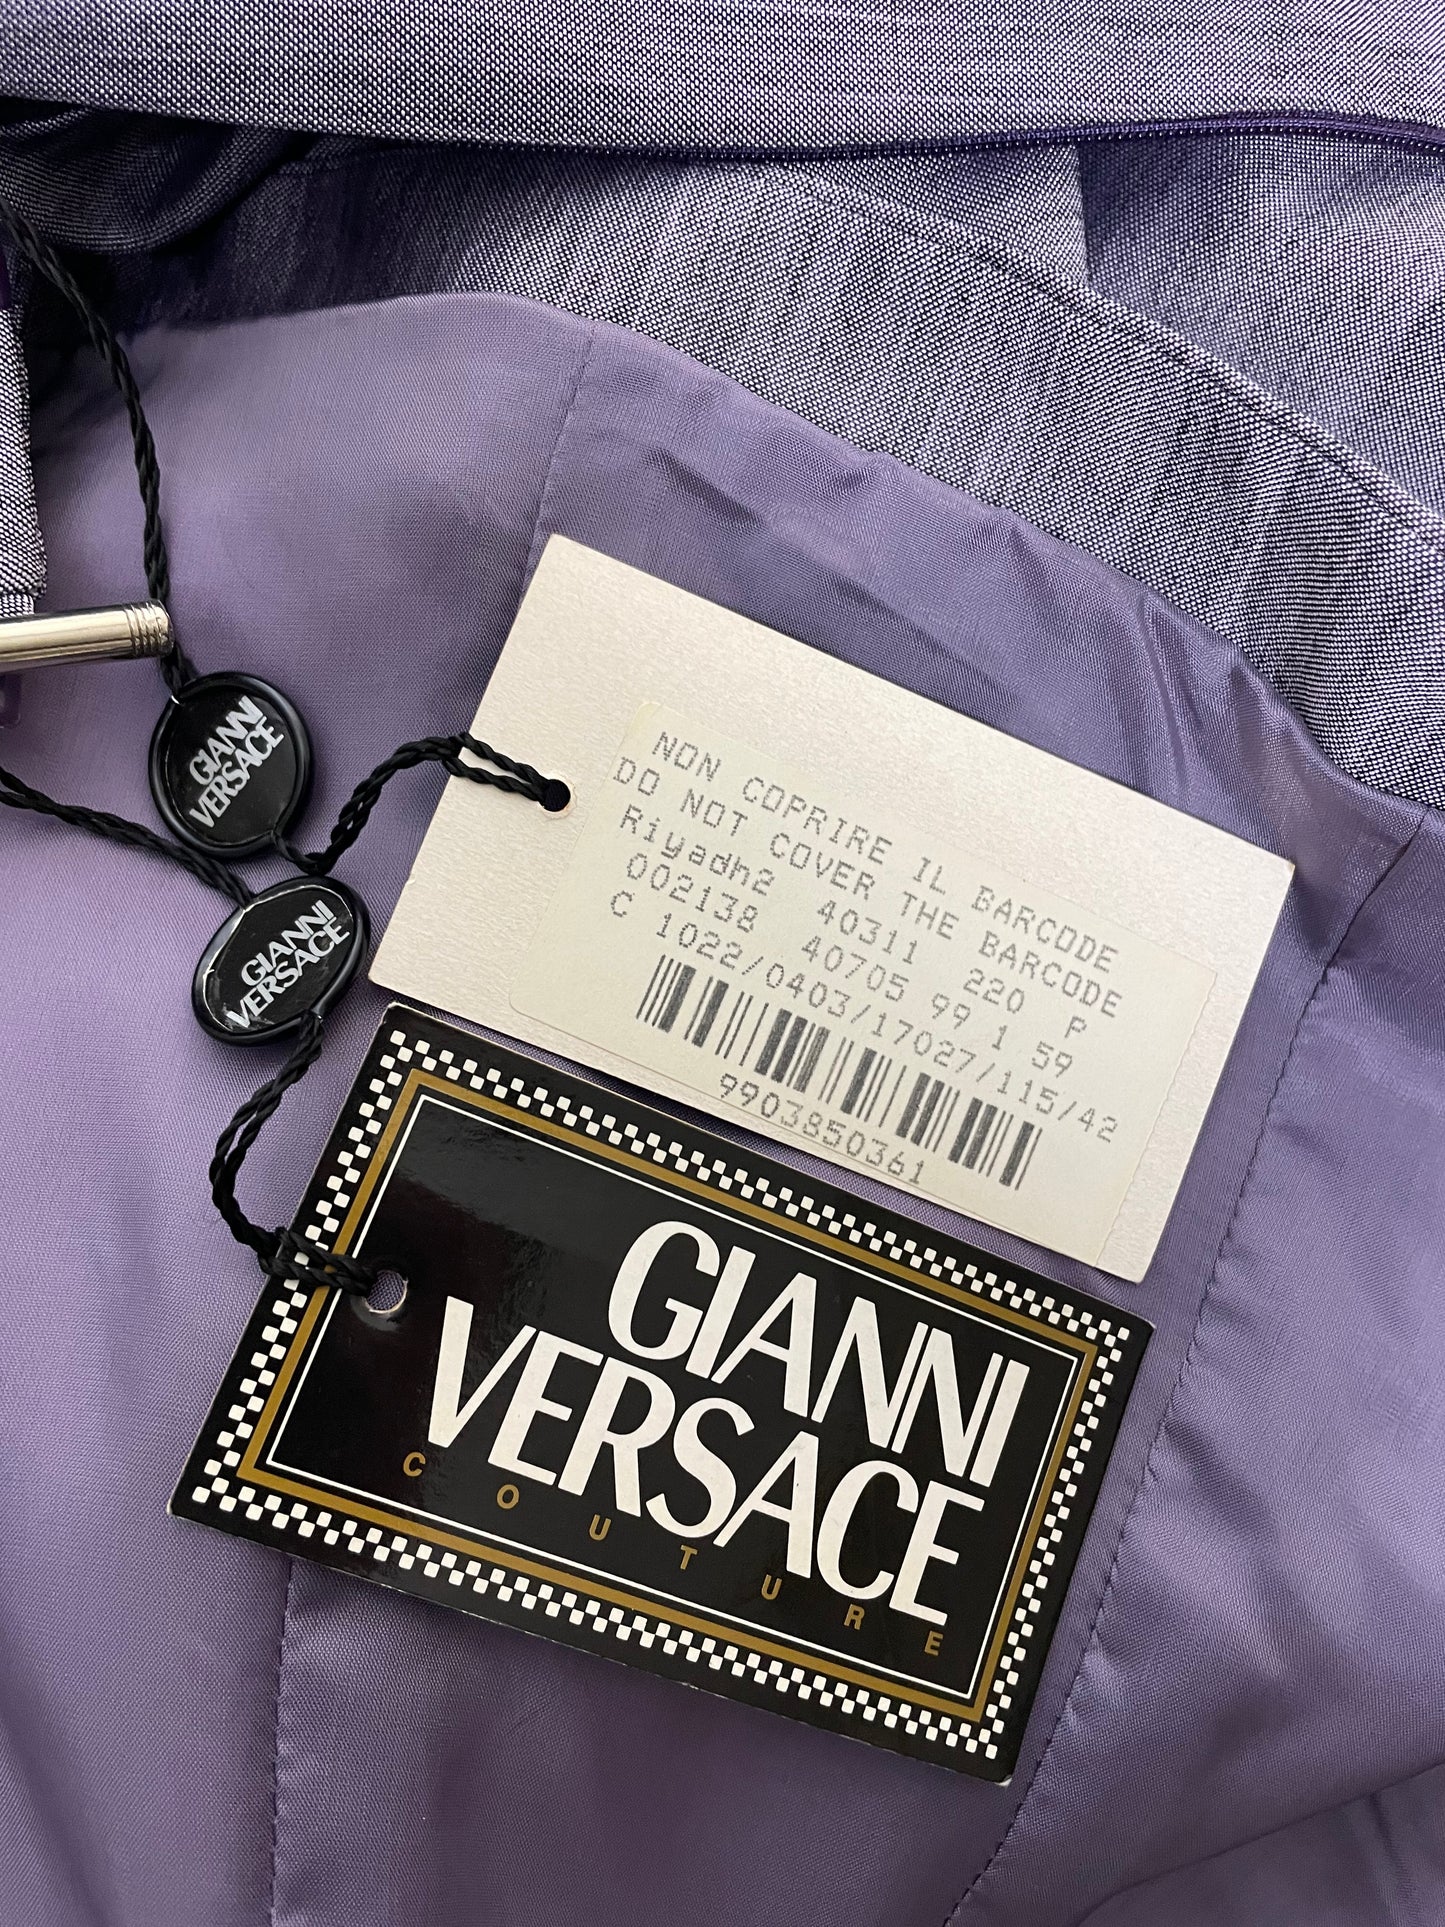 GIANNI
VERSACE
GIANNI
VERSACE
NON COPRIRE IL BARCODE
DO NOT COVER THE BARCODE
Riyadh2 40311 220 P
002138 40705 99 1 59
C 1022/0403/17027/115/42
9903850361
GIANNI
VERSACE
COUTURE